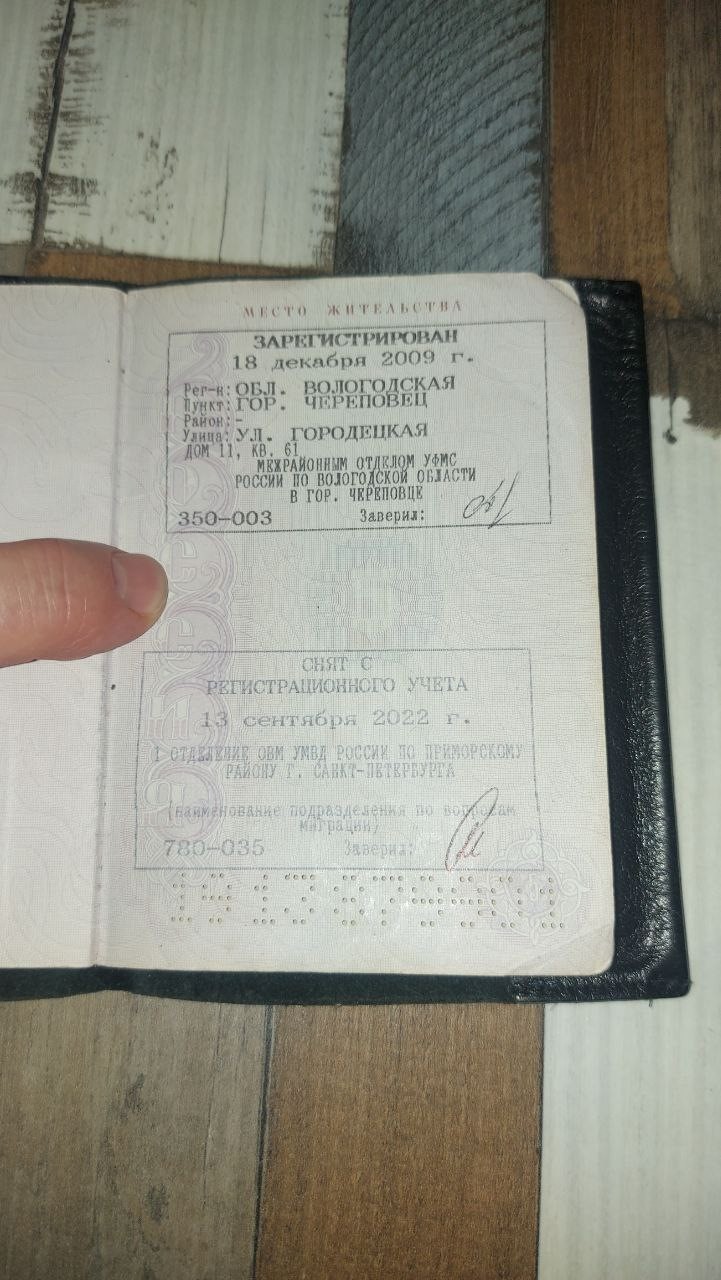 МЕСТО ЖИТЕЛЬСТВА
ЗАРЕГИСТРИРОВАН
18 декабря 2009 г.
Рег-н: ОБЛ. ВОЛОГОДСКАЯ
Пункт: ГОР. ЧЕРЕПОВЕЦ
Район: -
Улица: УЛ. ГОРОДЕЦКАЯ
ДОМ 11, КВ. 61
МЕЖРАЙОННЫМ ОТДЕЛОМ УФМС
РОССИИ ПО ВОЛОГОДСКОЙ ОБЛАСТИ
В ГОР. ЧЕРЕПОВЦЕ
350-003 Заверил:
СНЯТ С
РЕГИСТРАЦИОННОГО УЧЕТА
13 сентября 2022 г.
1 ОТДЕЛЕНИЕ ОВМ УМВД РОССИИ ПО ПРИМОРСКОМУ
РАЙОНУ Г. САНКТ-ПЕТЕРБУРГА
(наименование подразделения по вопросам
миграции)
780-035 Заверил: